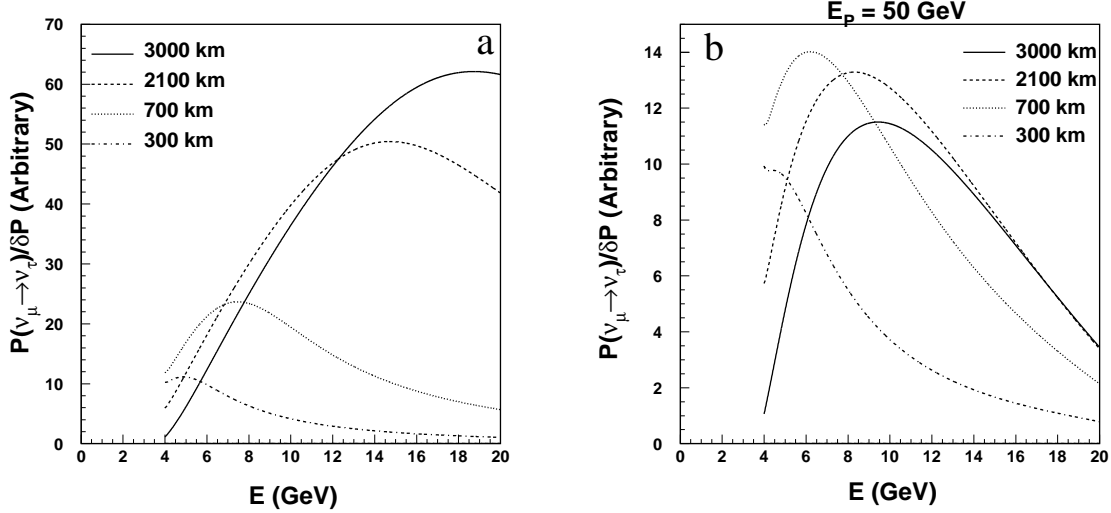 a
3000 km
2100 km
700 km
300 km
P(νμ→ντ)/δP (Arbitrary)
70
60
50
40
30
20
10
0
0 2 4 6 8 10 12 14 16 18 20
E (GeV)
EP = 50 GeV
b
3000 km
2100 km
700 km
300 km
P(νμ→ντ)/δP (Arbitrary)
14
12
10
8
6
4
2
0
0 2 4 6 8 10 12 14 16 18 20
E (GeV)